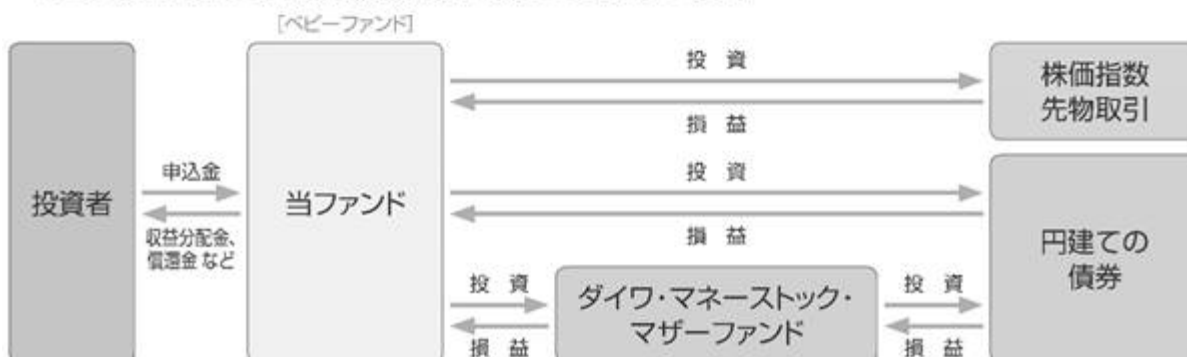 [ベビーファンド]
投資者
申込金
収益分配金、
償還金 など
当ファンド
投 資
損 益
株価指数
先物取引
投 資
損 益
円建ての
債券
投 資
損 益
ダイワ・マネーストック・
マザーファンド
投 資
損 益